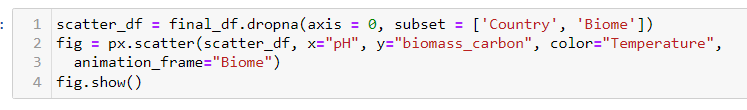 :
1 scatter_df = final_df.dropna(axis = 0, subset = ['Country', 'Biome'])
2 fig = px.scatter(scatter_df, x="pH", y="biomass_carbon", color="Temperature",
3   animation_frame="Biome")
4 fig.show()